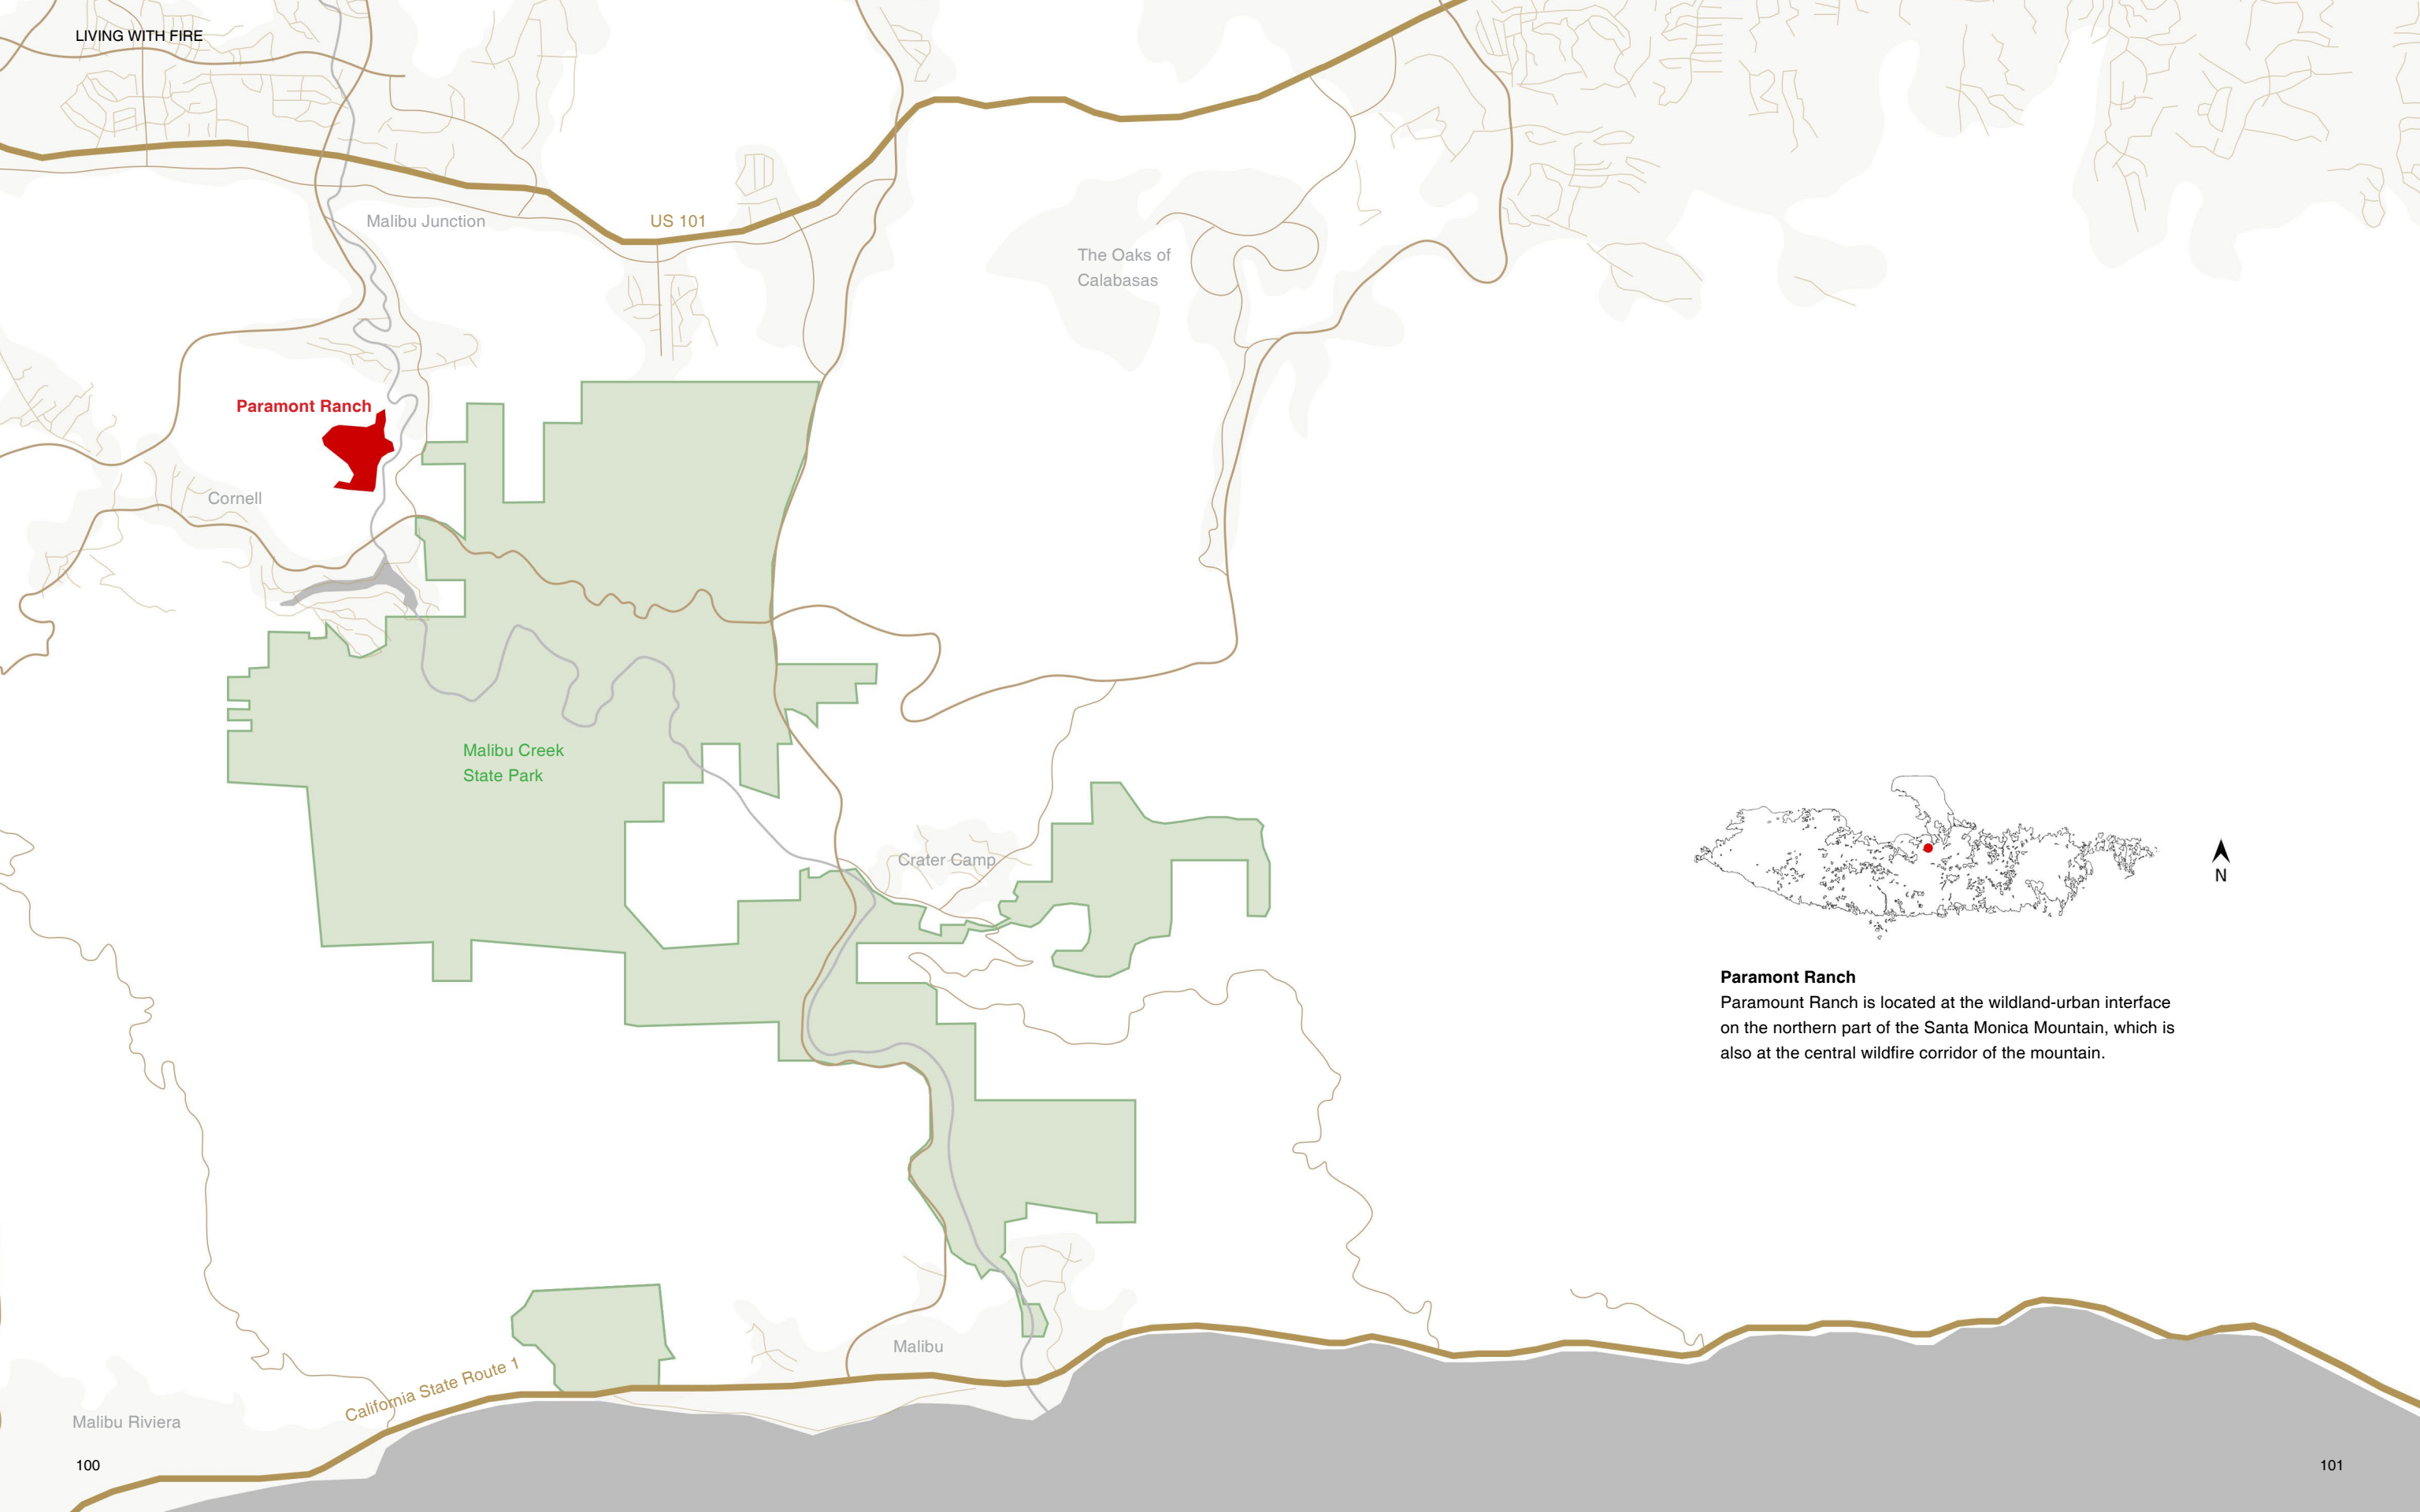 LIVING WITH FIRE
Malibu Junction
US 101
The Oaks of
Calabasas
Paramont Ranch
Cornell
Malibu Creek
State Park
Crater Camp
N
Paramont Ranch
Paramount Ranch is located at the wildland-urban interface
on the northern part of the Santa Monica Mountain, which is
also at the central wildfire corridor of the mountain.
Malibu
California State Route 1
Malibu Riviera
100
101